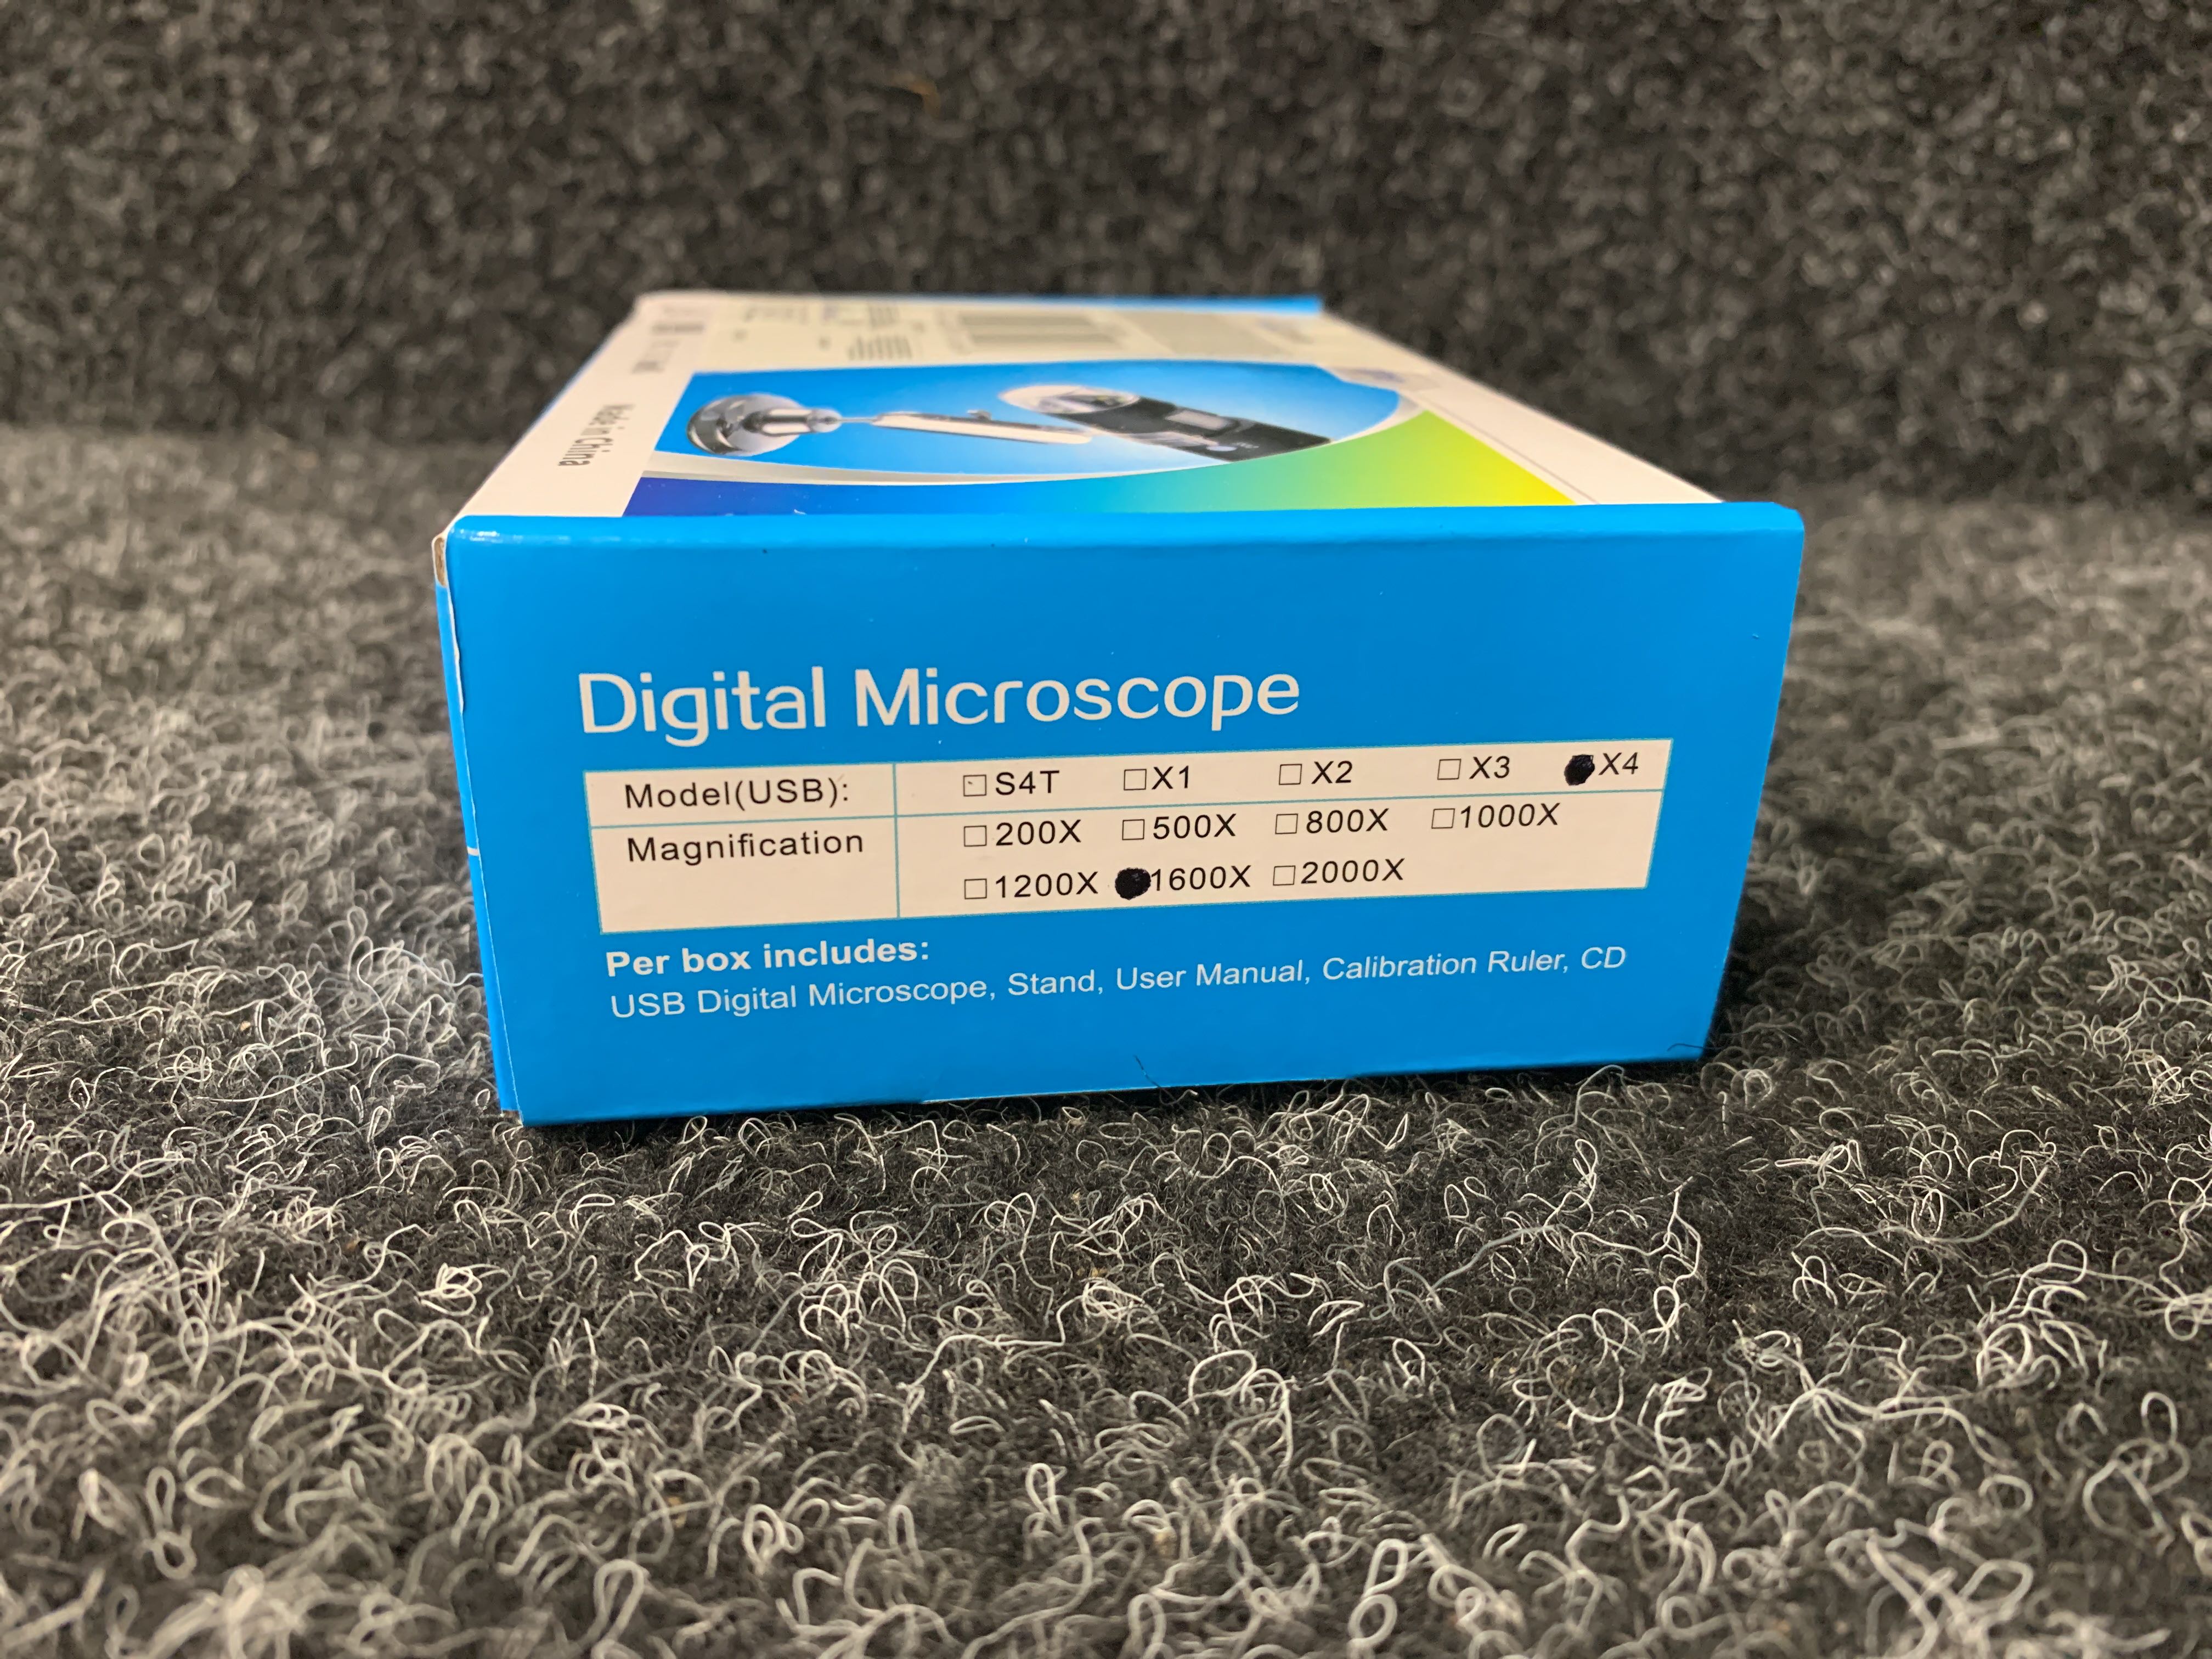 Made in China
Digital Microscope
Model(USB): □ S4T □ X1 □ X2 □ X3 ● X4
Magnification □ 200X □ 500X □ 800X □ 1000X
□ 1200X ● 1600X □ 2000X
Per box includes:
USB Digital Microscope, Stand, User Manual, Calibration Ruler, CD